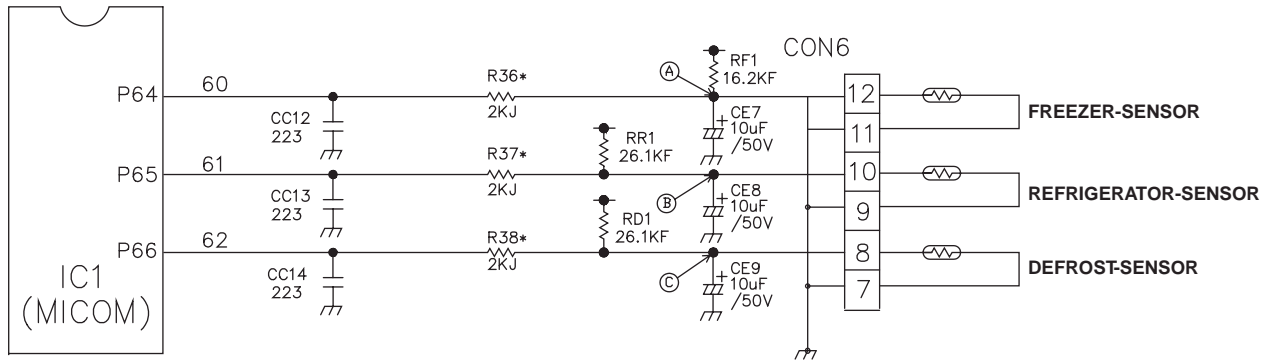 CON6
P64
60
R36*
2KJ
A
RF1
16.2KF
12
FREEZER-SENSOR
CC12
223
CE7
+
10uF
/50V
11
RR1
26.1KF
P65
61
R37*
2KJ
B
10
REFRIGERATOR-SENSOR
CC13
223
CE8
+
10uF
/50V
9
RD1
26.1KF
P66
62
R38*
2KJ
C
8
DEFROST-SENSOR
CC14
223
CE9
+
10uF
/50V
7
IC1
(MICOM)